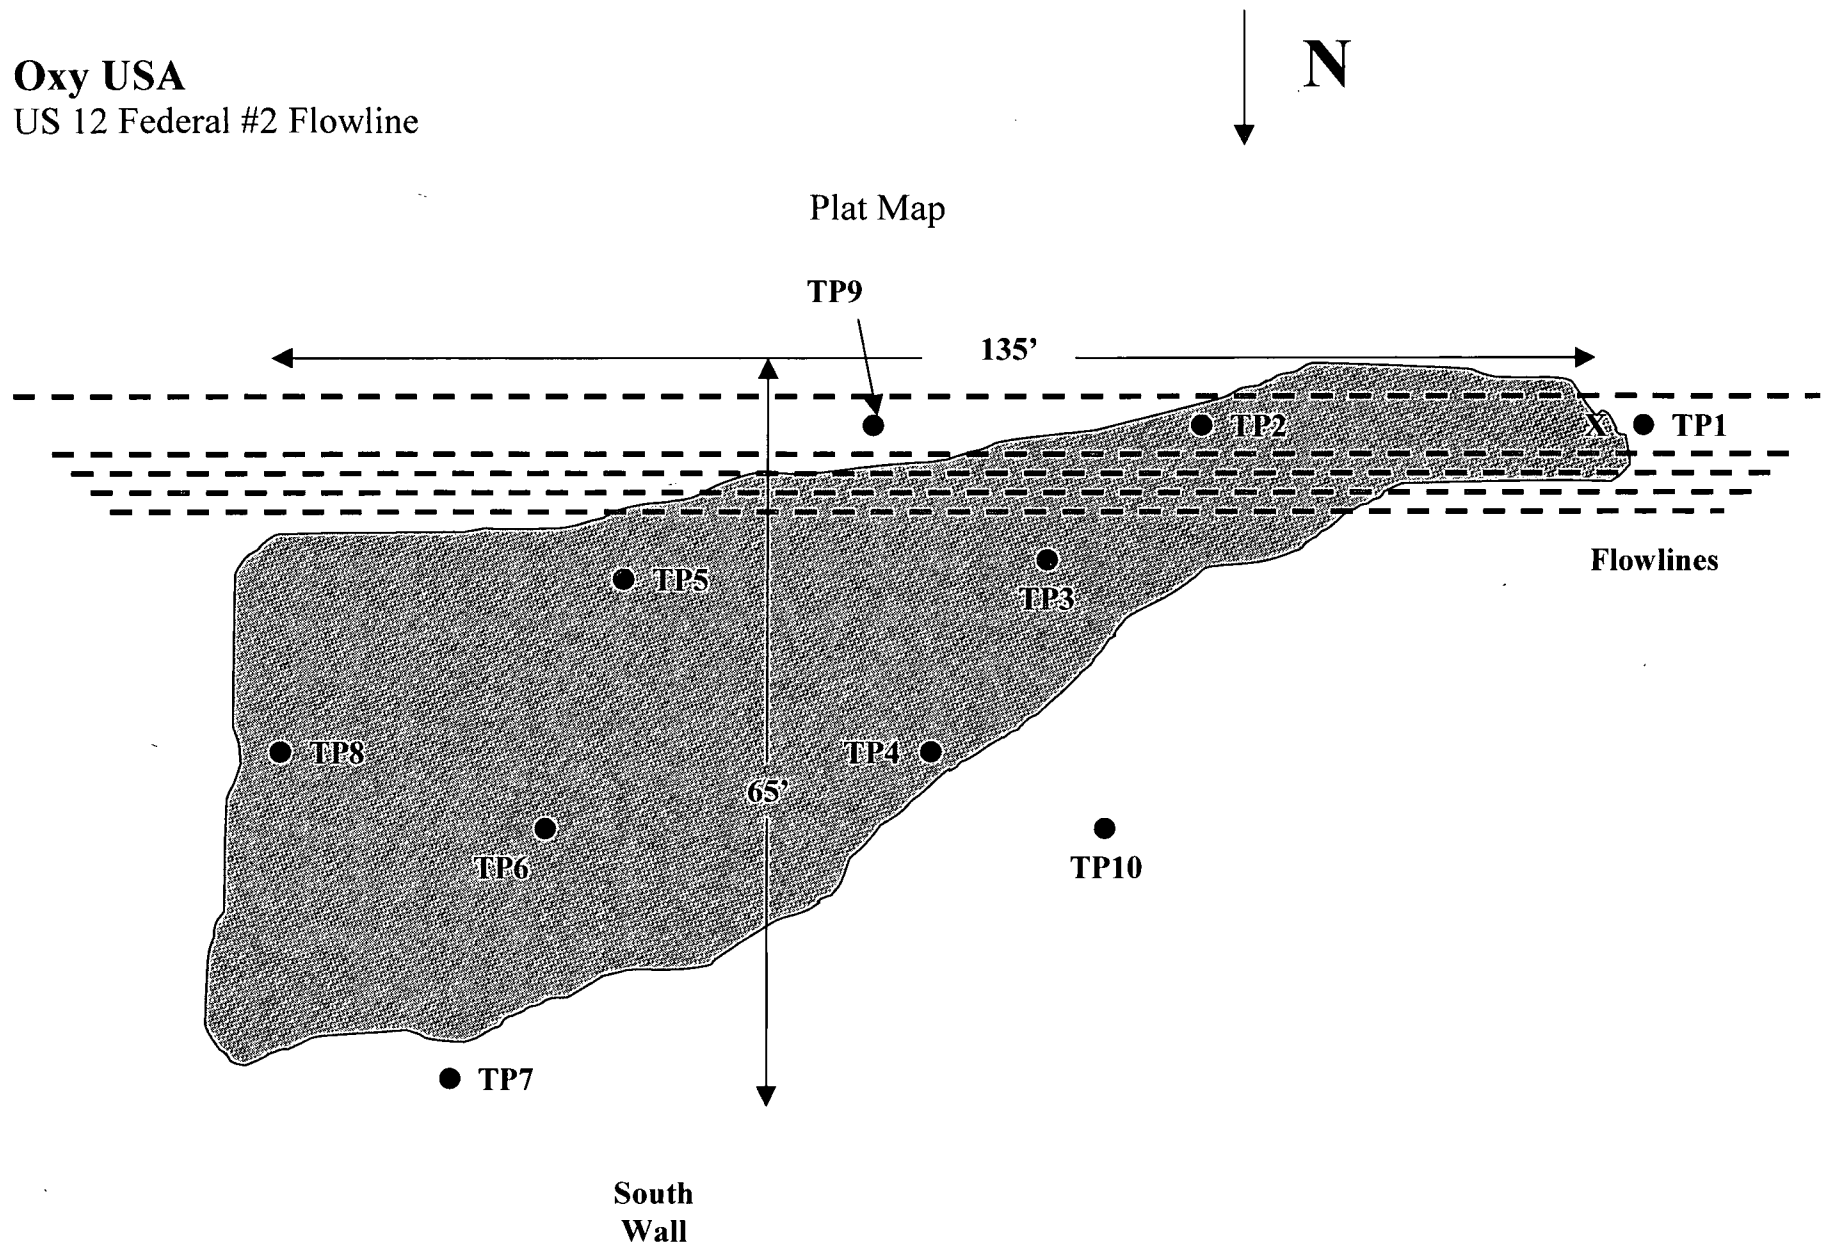 N
Oxy USA
US 12 Federal #2 Flowline
Plat Map
TP9
135’
TP2
X
TP1
Flowlines
TP5
TP3
TP8
TP4
65’
TP6
TP10
TP7
South
Wall